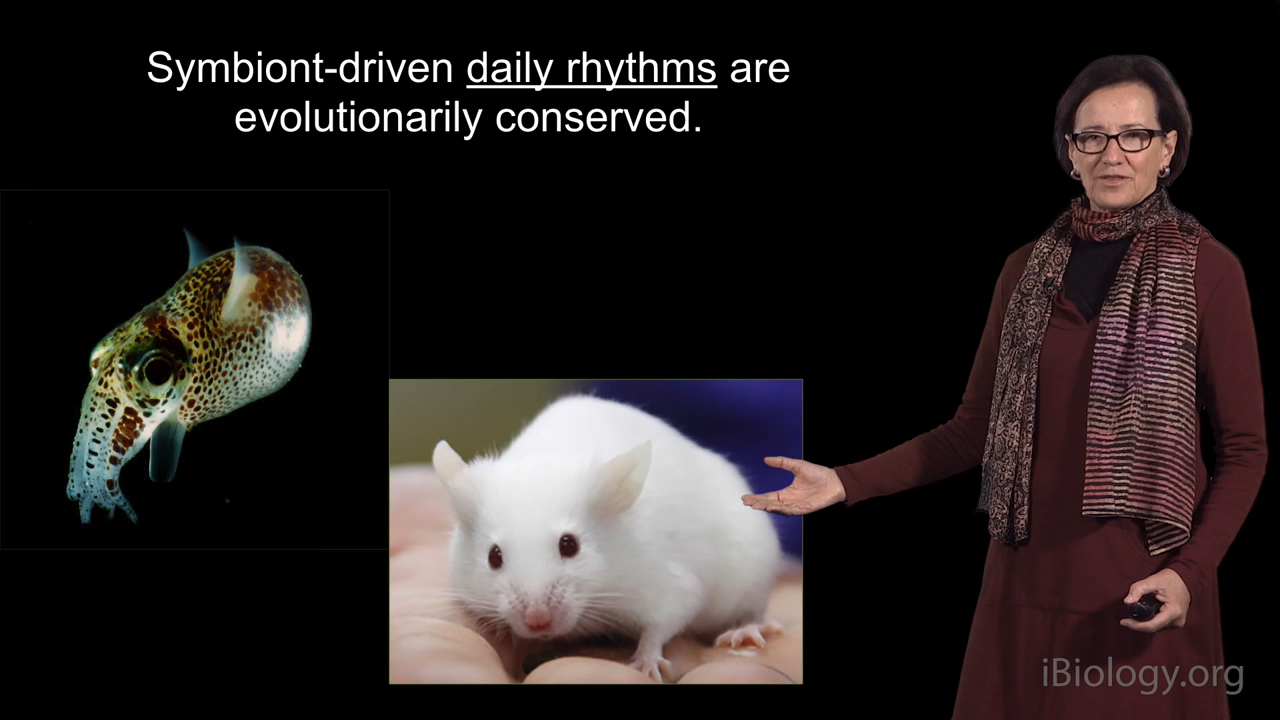 Symbiont-driven daily rhythms are
evolutionarily conserved.
iBiology.org